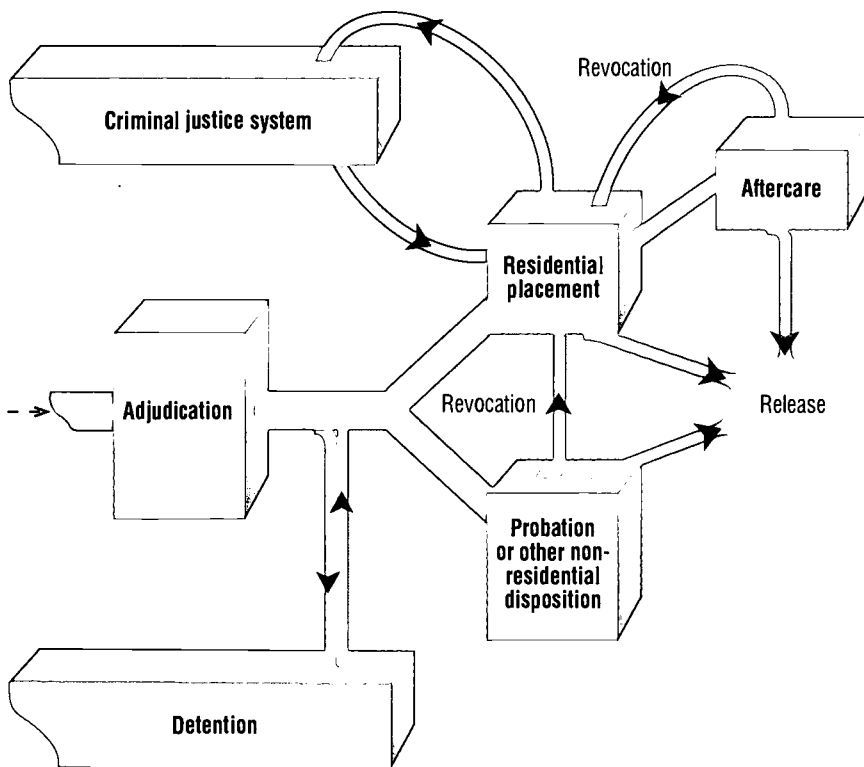 Criminal justice system
Revocation
Aftercare
Residential
placement
Adjudication
Revocation
Release
Probation
or other non-
residential
disposition
Detention